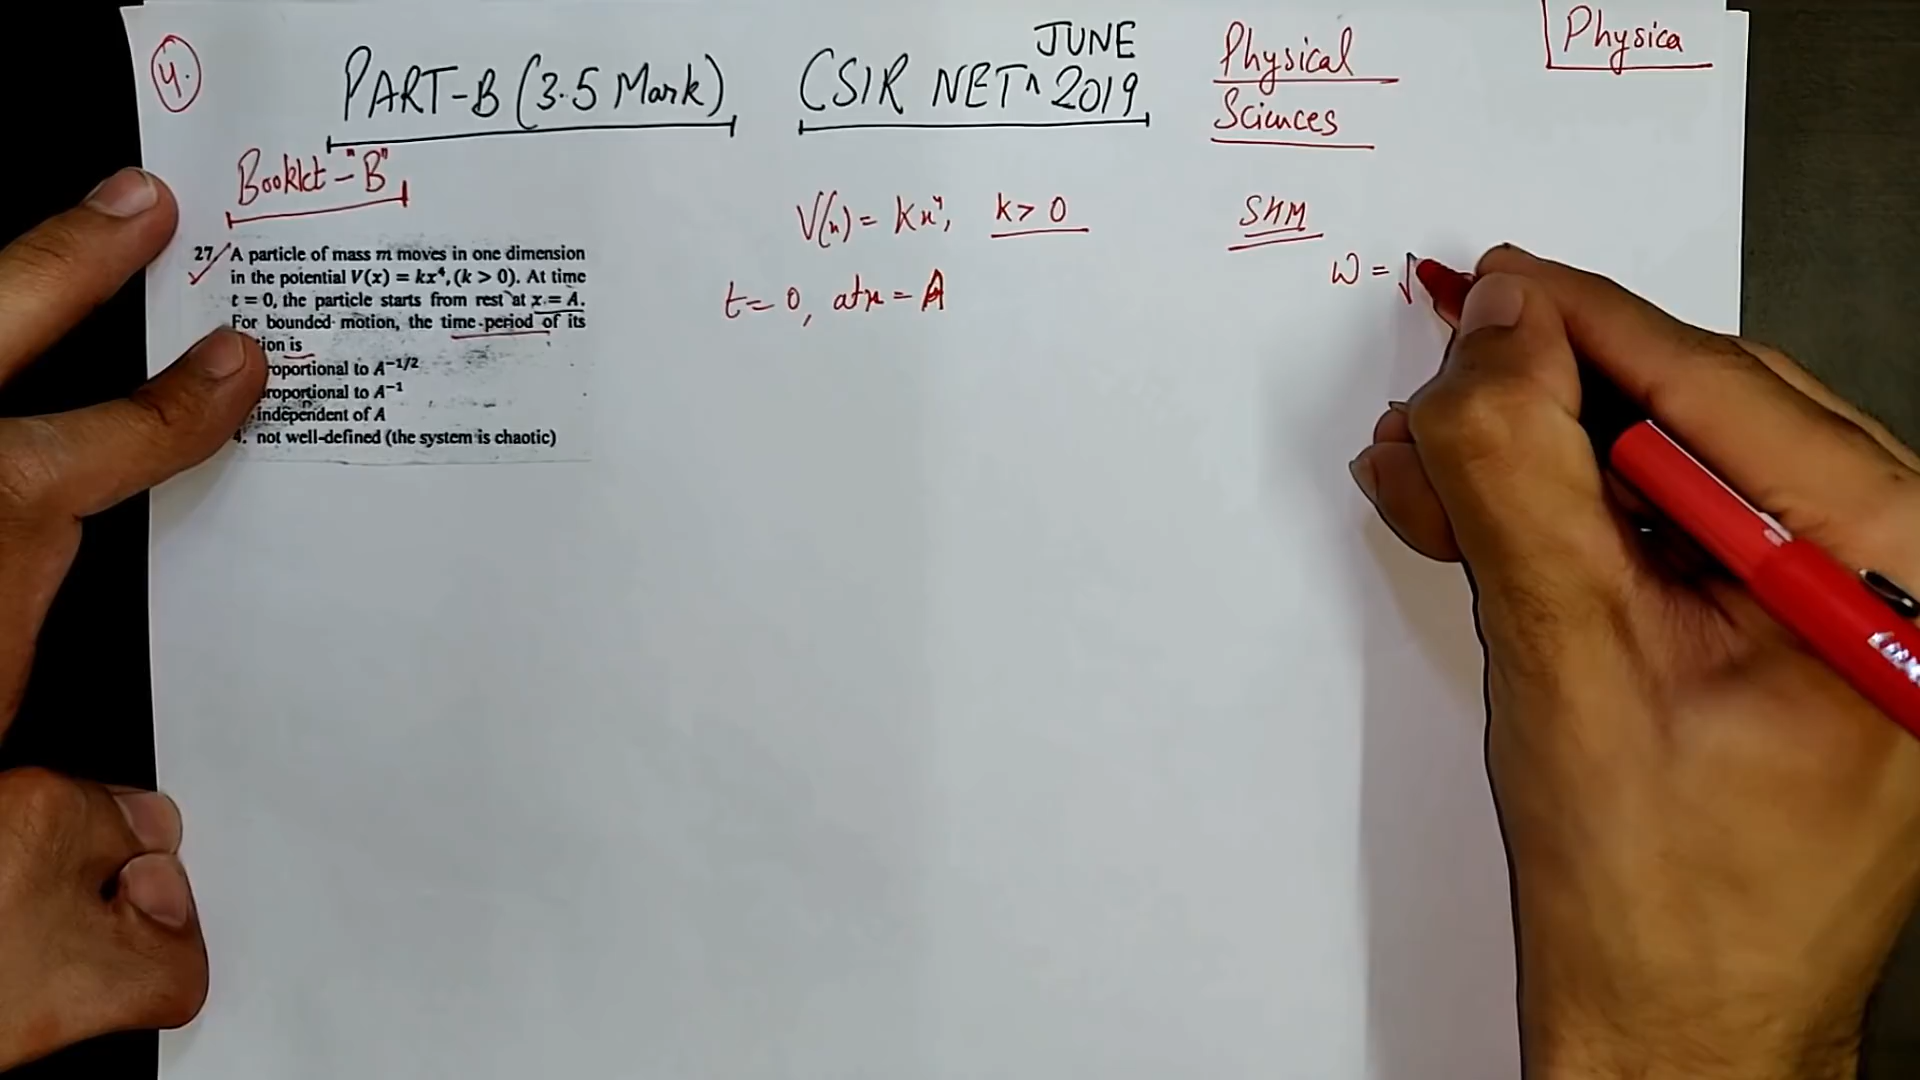 4.
PART-B (3.5 Mark)
CSIR NET ^ 2019
JUNE
Physical
Sciences
Physica
Booklet - "B"
27. A particle of mass m moves in one dimension
in the potential V(x) = kx⁴, (k > 0). At time
t = 0, the particle starts from rest at x = A.
For bounded motion, the time-period of its
ion is
roportional to A⁻¹/²
proportional to A⁻¹
independent of A
4. not well-defined (the system is chaotic)
V(x) = kx⁴, k > 0
t = 0, at x = A
SHM
ω = √